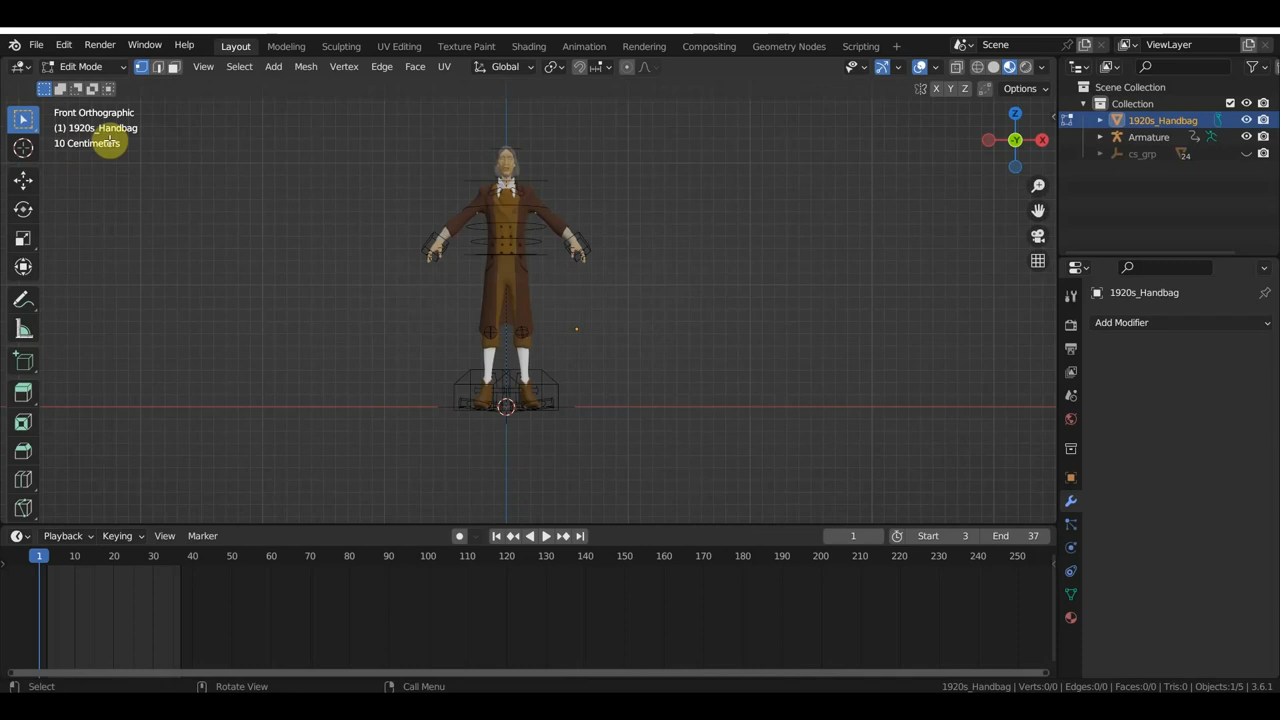 File Edit Render Window Help Layout Modeling Sculpting UV Editing Texture Paint Shading Animation Rendering Compositing Geometry Nodes Scripting + Scene ViewLayer
Edit Mode View Select Add Mesh Vertex Edge Face UV Global
X Y Z Options
Scene Collection
Collection
1920s_Handbag
Armature
cs_grp 24
Front Orthographic
(1) 1920s_Handbag
10 Centimeters
Z
-Y
X
1920s_Handbag
Add Modifier
Playback Keying View Marker 1 Start 3 End 37
1 10 20 30 40 50 60 70 80 90 100 110 120 130 140 150 160 170 180 190 200 210 220 230 240 250
Select Rotate View Call Menu 1920s_Handbag | Verts:0/0 | Edges:0/0 | Faces:0/0 | Tris:0 | Objects:1/5 | 3.6.1